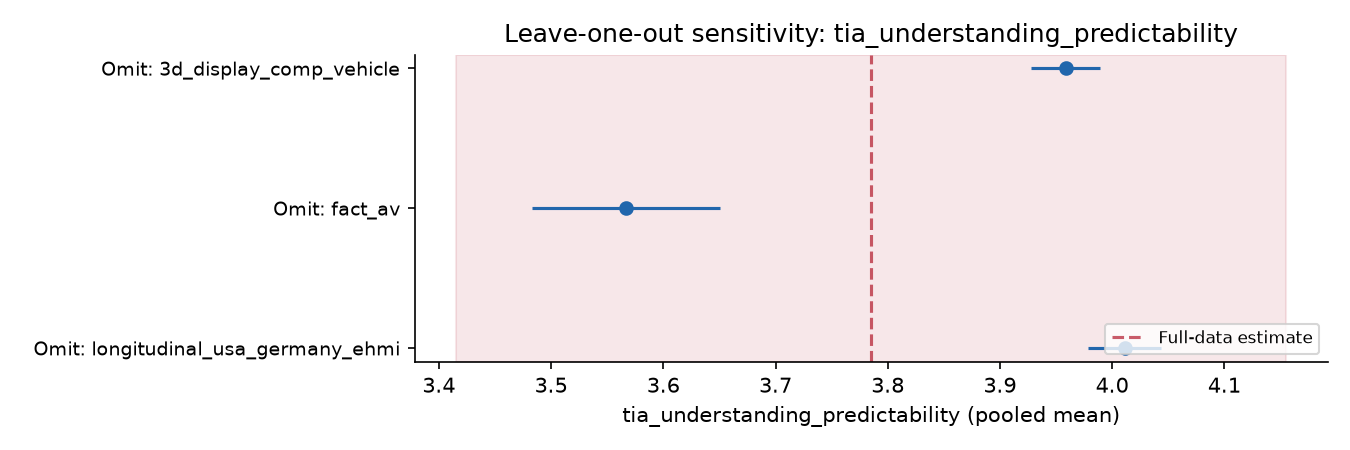 Leave-one-out sensitivity: tia_understanding_predictability
Omit: 3d_display_comp_vehicle
Omit: fact_av
Omit: longitudinal_usa_germany_ehmi
Full-data estimate
3.4 3.5 3.6 3.7 3.8 3.9 4.0 4.1
tia_understanding_predictability (pooled mean)